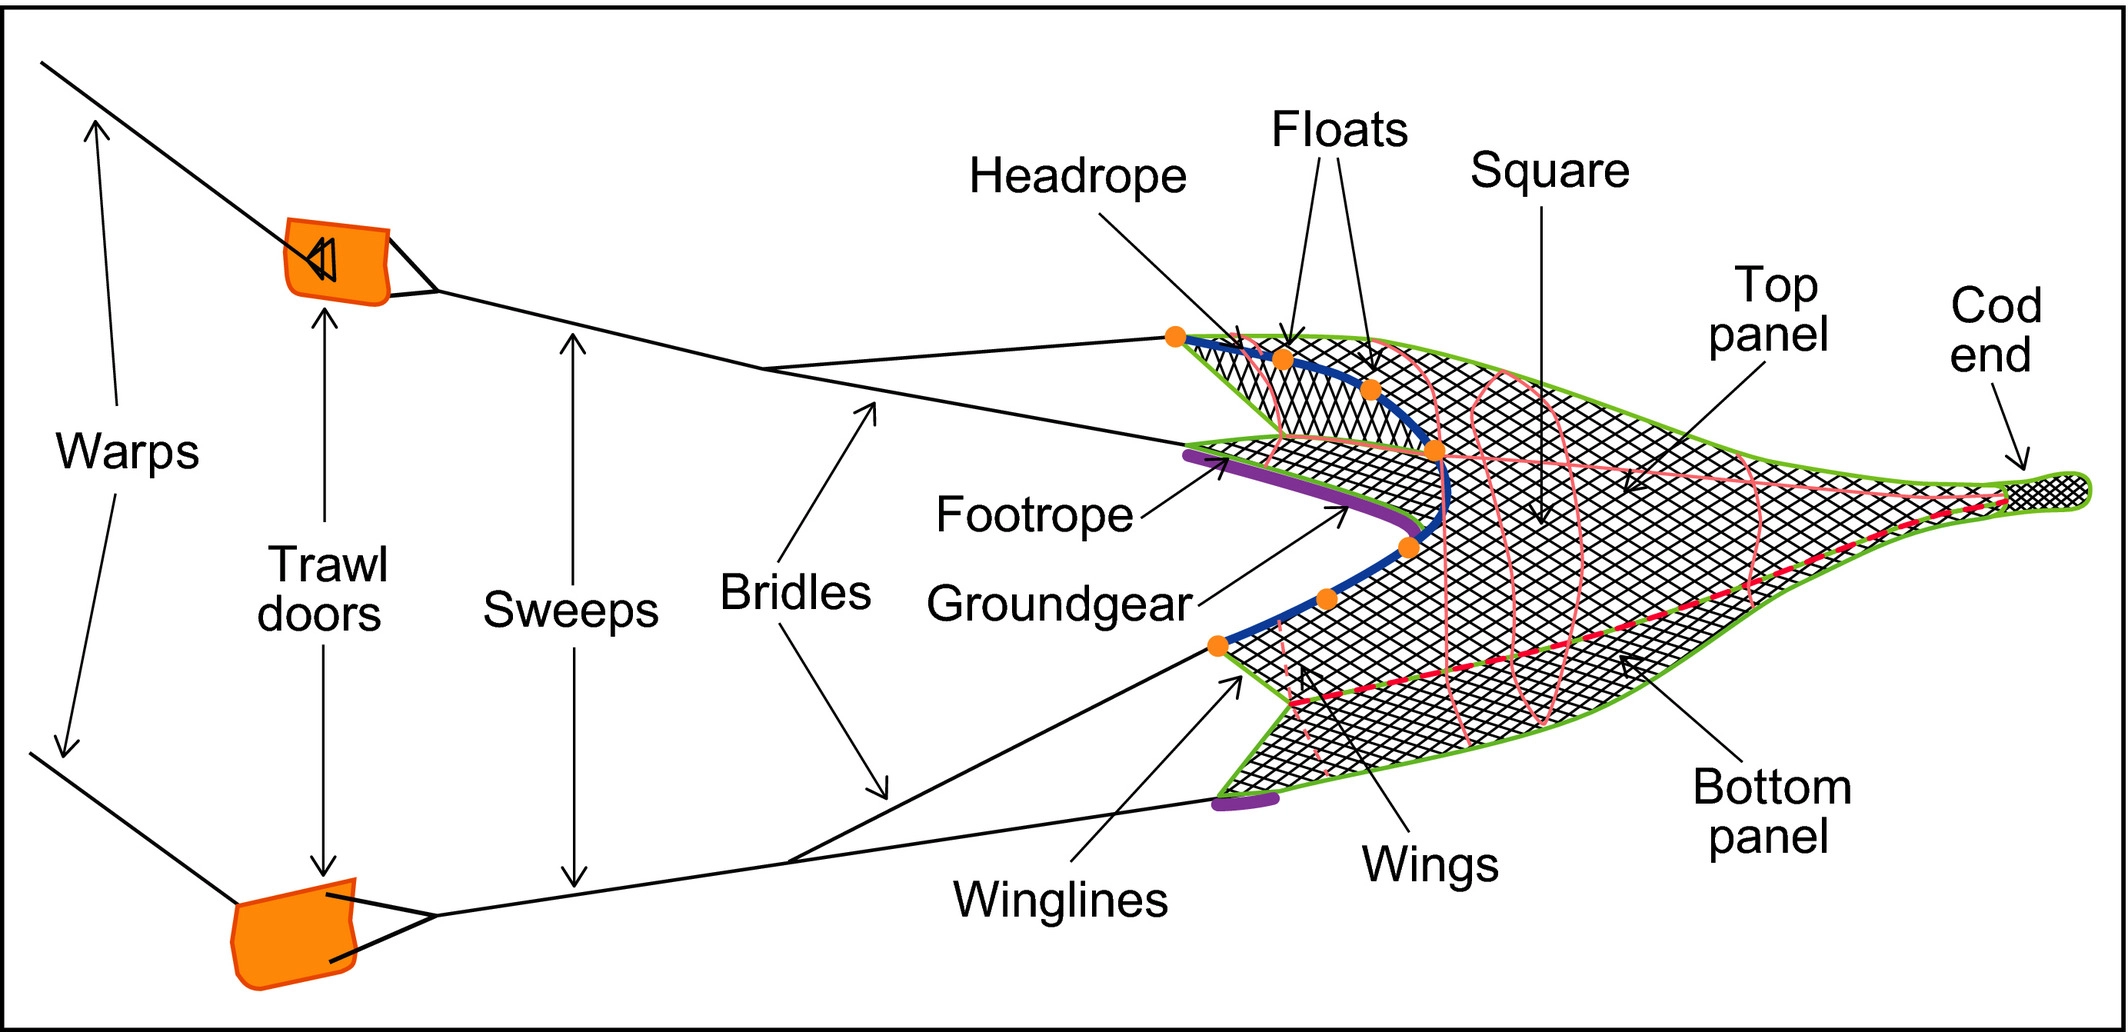 Floats
Headrope
Square
Top
panel
Cod
end
Warps
Footrope
Trawl
doors
Sweeps
Bridles
Groundgear
Bottom
panel
Wings
Winglines